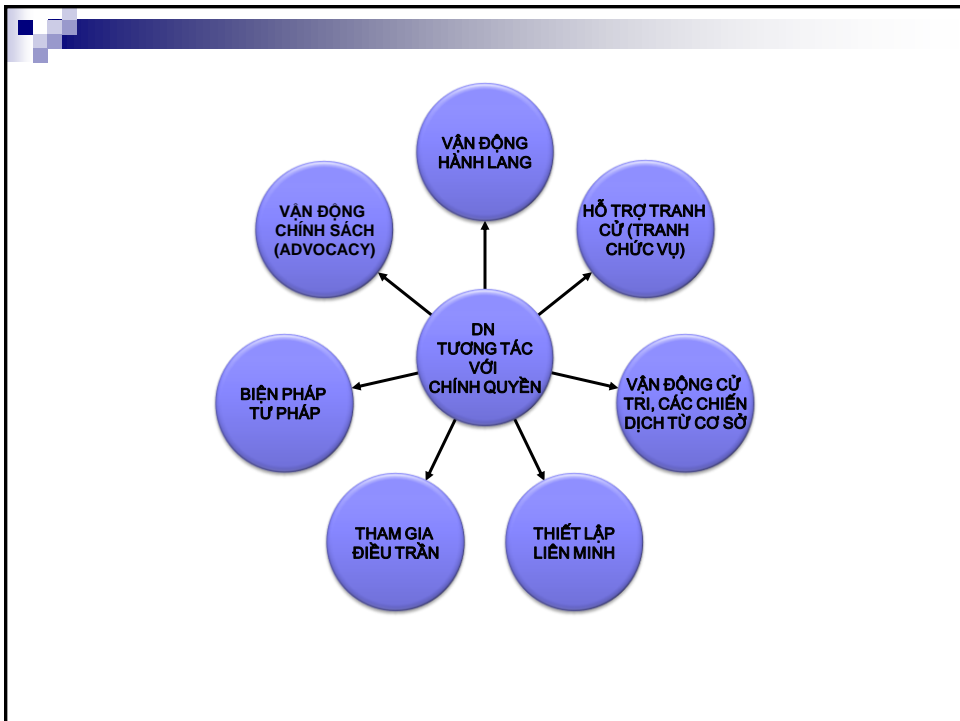 VẬN ĐỘNG
HÀNH LANG
HỖ TRỢ TRANH
CỬ (TRANH
CHỨC VỤ)
VẬN ĐỘNG CỬ
TRI, CÁC CHIẾN
DỊCH TỪ CƠ SỞ
THIẾT LẬP
LIÊN MINH
THAM GIA
ĐIỀU TRẦN
BIỆN PHÁP
TƯ PHÁP
VẬN ĐỘNG
CHÍNH SÁCH
(ADVOCACY)
DN
TƯƠNG TÁC
VỚI
CHÍNH QUYỀN